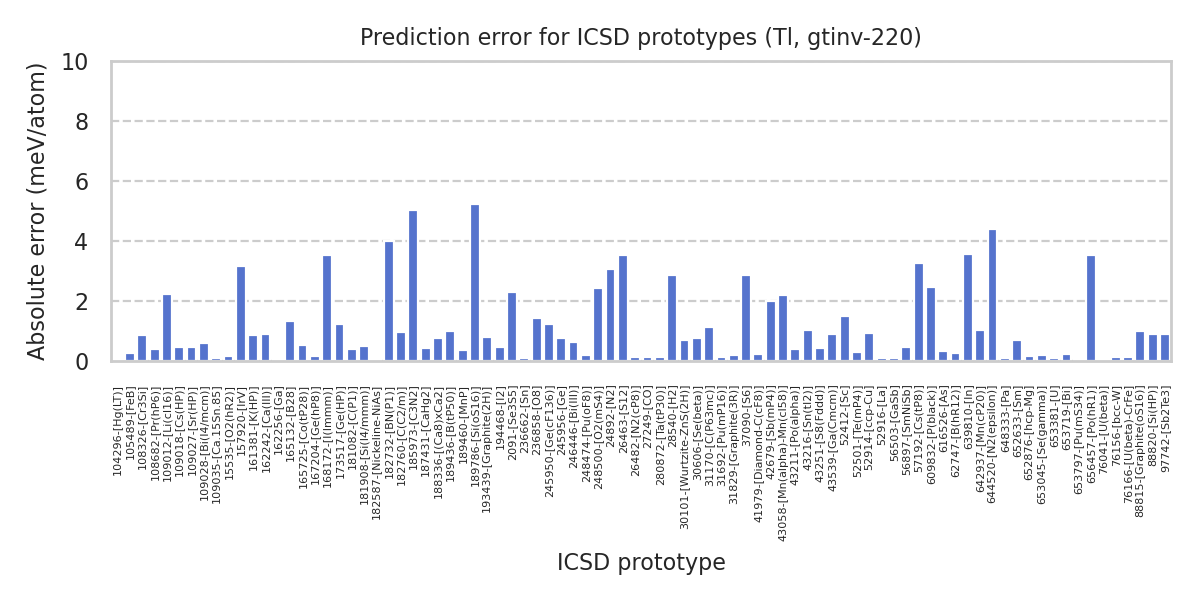 Prediction error for ICSD prototypes (Tl, gtinv-220)
Absolute error (meV/atom)
10
8
6
4
2
0
104296-[Hg(LT)]
105489-[FeB]
108326-[Cr3Si]
108682-[Pr(hP6)]
109012-[Li(cI16)]
109018-[Cs(HP)]
109027-[Sr(HP)]
109028-[Bi(I4/mcm)]
109035-[Ca.15Sn.85]
15535-[O2(hR2)]
157920-[IrV]
161381-[K(HP)]
162242-[Ca(III)]
162256-[Ga]
165132-[B28]
165725-[Co(tP28)]
167204-[Ge(hP8)]
168172-[I(Immm)]
173517-[Ge(HP)]
181082-[C(P1)]
181908-[Si(I4/mmm)]
182587-[Nickeline-NiAs]
182732-[BN(P1)]
182760-[C(C2/m)]
185973-[C3N2]
187431-[CaHg2]
188336-[(Ca8)xCa2]
189436-[B(tP50)]
189460-[MnP]
189786-[Si(oS16)]
193439-[Graphite(2H)]
194468-[I2]
2091-[Se3S5]
236662-[Sn]
236858-[O8]
245950-[Ge(cF136)]
245956-[Ge]
246446-[Bi(III)]
248474-[Pu(oF8)]
248500-[O2(mS4)]
24892-[N2]
26463-[S12]
26482-[N2(cP8)]
27249-[CO]
280872-[Ta(tP30)]
28540-[H2]
30101-[Wurtzite-ZnS(2H)]
30606-[Se(beta)]
31170-[C(P63mc)]
31692-[Pu(mP16)]
31829-[Graphite(3R)]
37090-[S6]
41979-[Diamond-C(cF8)]
42679-[Sb(mP4)]
43058-[Mn(alpha)-Mn(cI58)]
43211-[Po(alpha)]
43216-[Sn(tI2)]
43251-[S8(Fddd)]
43539-[Ga(Cmcm)]
52412-[Sc]
52501-[Te(mP4)]
52914-[fcc-Cu]
52916-[La]
56503-[GaSb]
56897-[SmNiSb]
57192-[Cs(tP8)]
609832-[P(black)]
616526-[As]
62747-[B(hR12)]
639810-[In]
642937-[Mn(cP20)]
644520-[N2(epsilon)]
648333-[Pa]
652633-[Sm]
652876-[hcp-Mg]
653045-[Se(gamma)]
653381-[U]
653719-[Bi]
653797-[Pu(mS34)]
656457-[Po(hR1)]
76041-[U(beta)]
76156-[bcc-W]
76166-[U(beta)-CrFe]
88815-[Graphite(oS16)]
88820-[Si(HP)]
97742-[Sb2Te3]
ICSD prototype